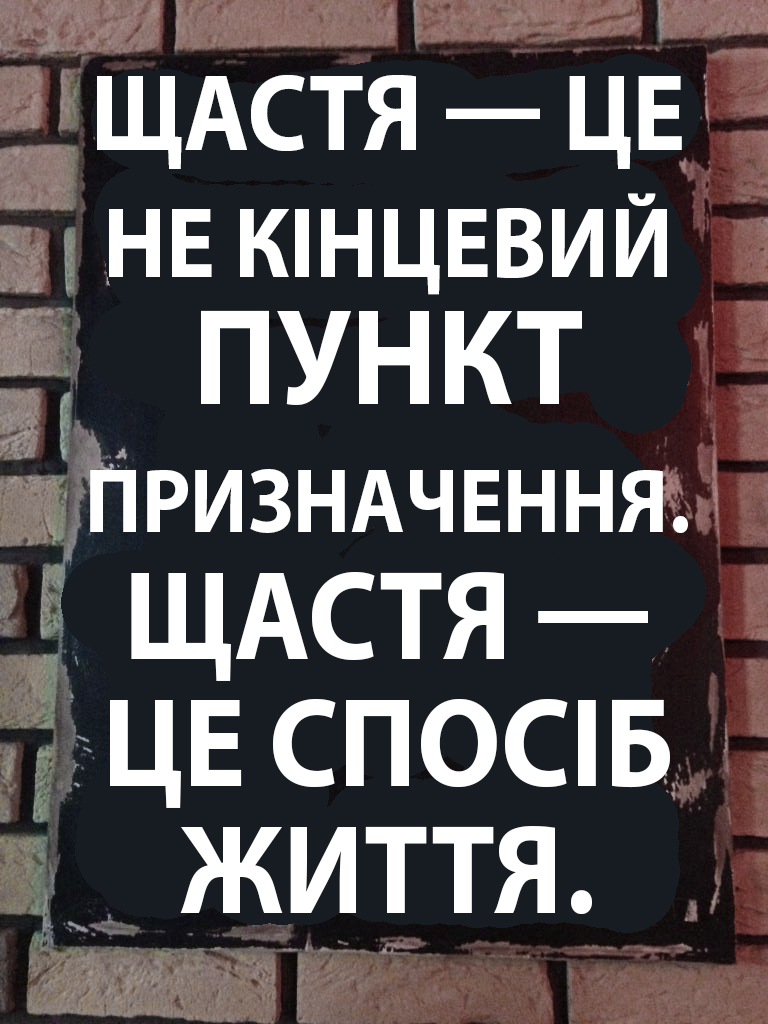 ЩАСТЯ — ЦЕ
НЕ КІНЦЕВИЙ
ПУНКТ
ПРИЗНАЧЕННЯ.
ЩАСТЯ —
ЦЕ СПОСІБ
ЖИТТЯ.